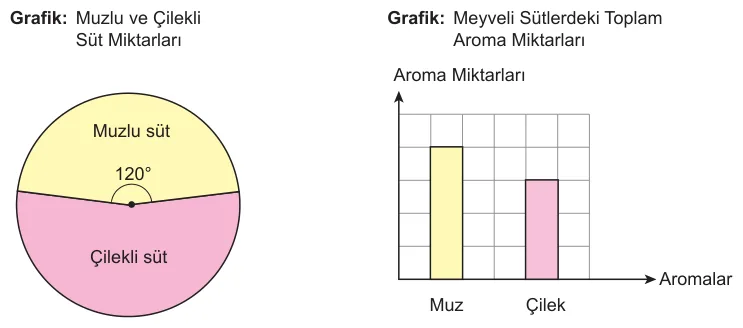 Grafik: Muzlu ve Çilekli
Süt Miktarları
Muzlu süt
120°
Çilekli süt
Grafik: Meyveli Sütlerdeki Toplam
Aroma Miktarları
Aroma Miktarları
Aromalar
Muz Çilek